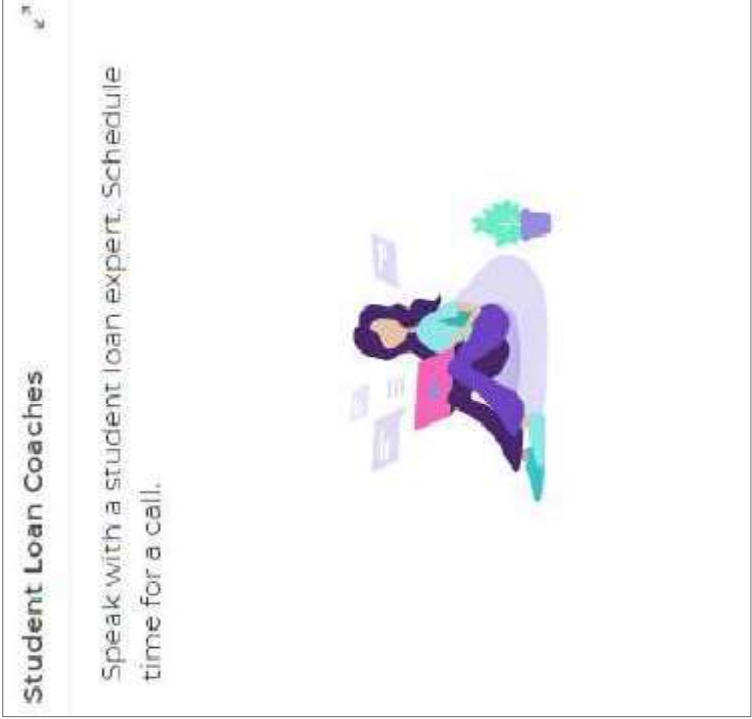 Student Loan Coaches
Speak with a student loan expert. Schedule
time for a call.